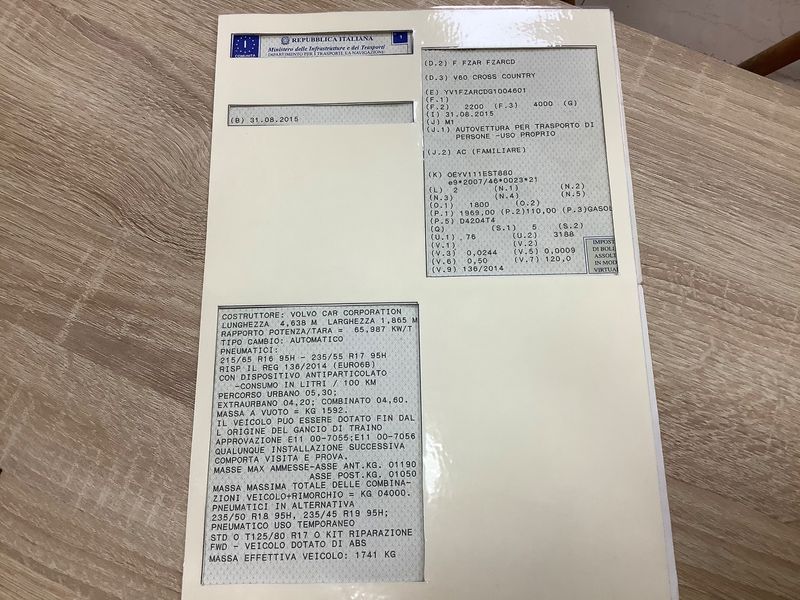 I
COMUNITÀ
REPUBBLICA ITALIANA
Ministero delle Infrastrutture e dei Trasporti
DIPARTIMENTO PER I TRASPORTI, LA NAVIGAZIONE
1
(B) 31.08.2015
(D.2) F FZAR FZARCD
(D.3) V60 CROSS COUNTRY
(E) YV1FZARCDG1004601
(F.1)
(F.2) 2200 (F.3) 4000 (G)
(I) 31.08.2015
(J) M1
(J.1) AUTOVETTURA PER TRASPORTO DI
PERSONE -USO PROPRIO
(J.2) AC (FAMILIARE)
(K) OEYV111EST880
e9*2007/46*0023*21
(L) 2 (N.1) (N.2)
(N.3) (N.4) (N.5)
(O.1) 1800 (O.2)
(P.1) 1969,00 (P.2)110,00 (P.3)GASOL
(P.5) D4204T4
(Q) (S.1) 5 (S.2)
(U.1) 76 (U.2) 3188
(V.1) (V.2)
(V.3) 0,0244 (V.5) 0,0009
(V.6) 0,50 (V.7) 120,0
(V.9) 136/2014
IMPOST
DI BOLL
ASSOL
IN MOD
VIRTUA
COSTRUTTORE: VOLVO CAR CORPORATION
LUNGHEZZA 4,638 M LARGHEZZA 1,865 M
RAPPORTO POTENZA/TARA = 65,987 KW/T
TIPO CAMBIO: AUTOMATICO
PNEUMATICI:
215/65 R16 95H - 235/55 R17 95H
RISP IL REG 136/2014 (EURO6B)
CON DISPOSITIVO ANTIPARTICOLATO
-CONSUMO IN LITRI / 100 KM
PERCORSO URBANO 05,30;
EXTRAURBANO 04,20; COMBINATO 04,60.
MASSA A VUOTO = KG 1592.
IL VEICOLO PUO ESSERE DOTATO FIN DAL
L ORIGINE DEL GANCIO DI TRAINO
APPROVAZIONE E11 00-7055;E11 00-7056
QUALUNQUE INSTALLAZIONE SUCCESSIVA
COMPORTA VISITA E PROVA.
MASSE MAX AMMESSE-ASSE ANT.KG. 01190
ASSE POST.KG. 01050
MASSA MASSIMA TOTALE DELLE COMBINA-
ZIONI VEICOLO+RIMORCHIO = KG 04000.
PNEUMATICI IN ALTERNATIVA
235/50 R18 95H, 235/45 R19 95H;
PNEUMATICO USO TEMPORANEO
STD O T125/80 R17 O KIT RIPARAZIONE
FWD - VEICOLO DOTATO DI ABS
MASSA EFFETTIVA VEICOLO: 1741 KG